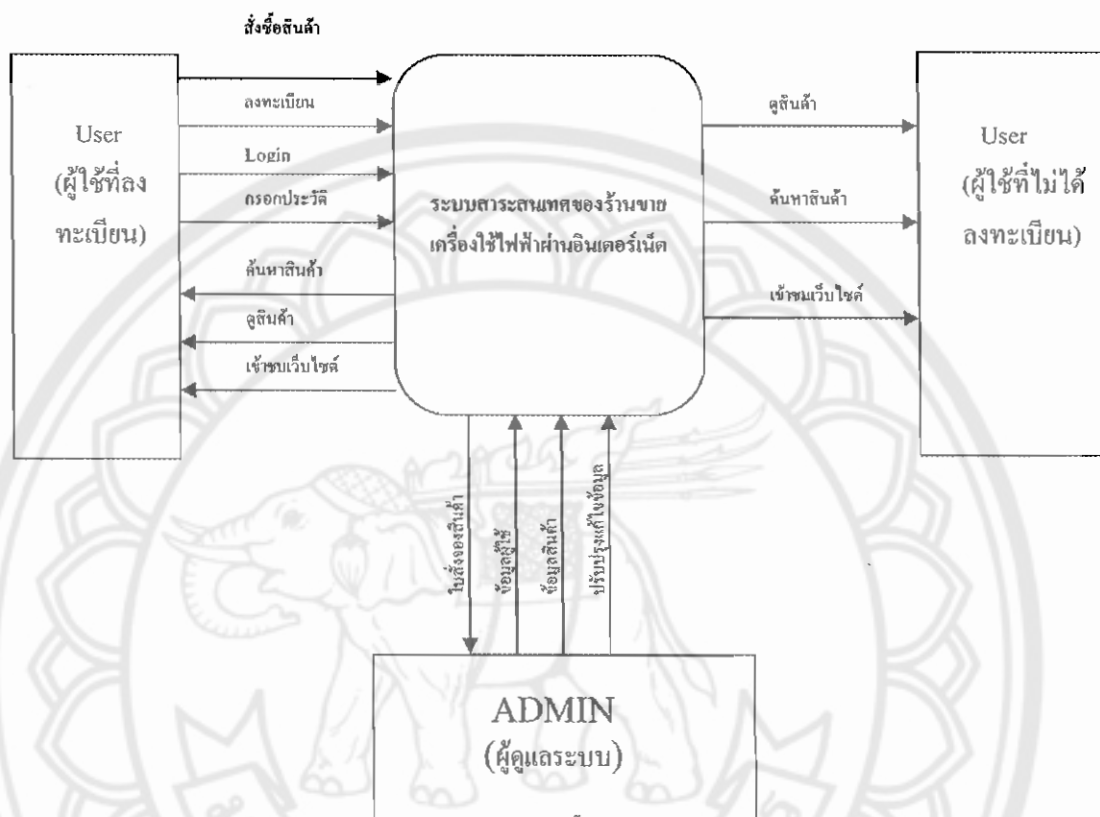 สั่งซื้อสินค้า
ลงทะเบียน
Login
กรอกประวัติ
ค้นหาสินค้า
ดูสินค้า
เข้าชมเว็บไซต์
User
(ผู้ใช้ที่ลง
ทะเบียน)
ระบบสาระสนเทศของร้านขาย
เครื่องใช้ไฟฟ้าผ่านอินเตอร์เน็ต
ดูสินค้า
ค้นหาสินค้า
เข้าชมเว็บไซต์
User
(ผู้ใช้ที่ไม่ได้
ลงทะเบียน)
ใบสั่งจองสินค้า
ข้อมูลผู้ใช้
ข้อมูลสินค้า
ปรับปรุงแก้ไขข้อมูล
ADMIN
(ผู้ดูแลระบบ)